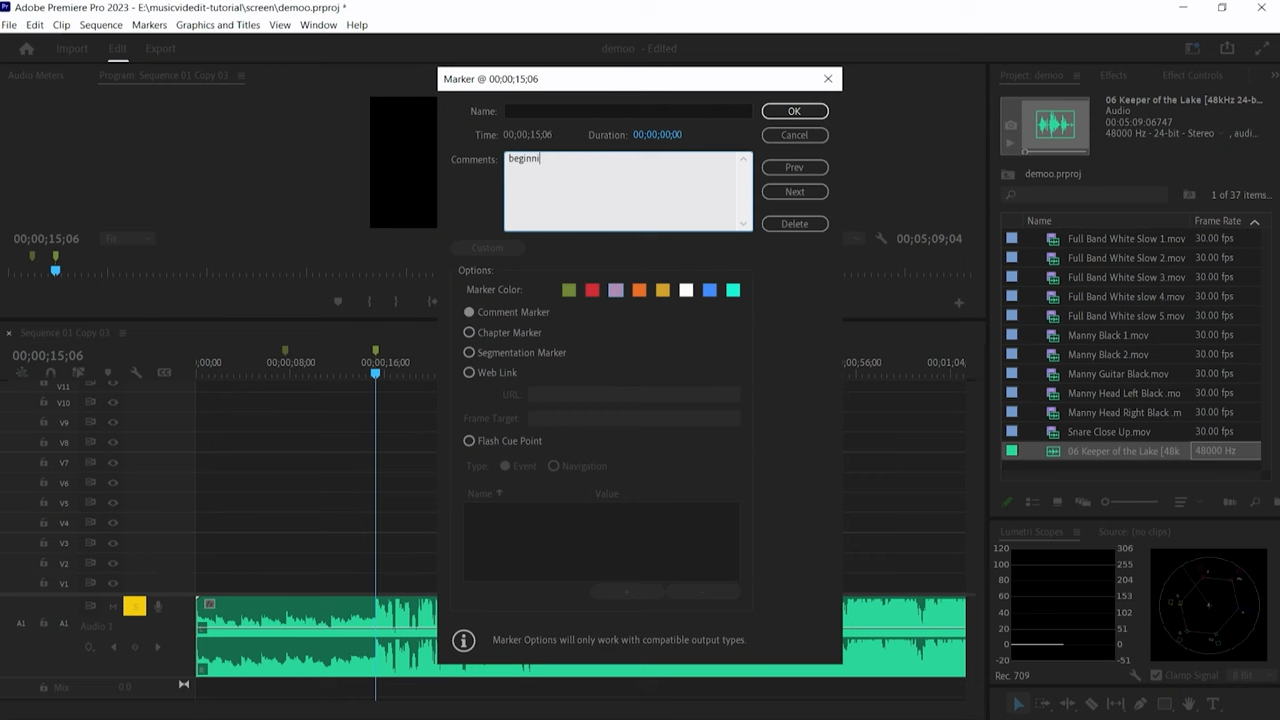 Adobe Premiere Pro 2023 - E:\musicvidedit-tutorial\screen\demoo.prproj *
File Edit Clip Sequence Markers Graphics and Titles View Window Help
Import Edit Export
demoo - Edited
Audio Meters
Program: Sequence 01 Copy 03
Marker @ 00;00;15;06
Name:
OK
Time: 00;00;15;06
Duration: 00;00;00;00
Cancel
Comments: beginni
Prev
Next
Delete
Custom
Options:
Marker Color:
Comment Marker
Chapter Marker
Segmentation Marker
Web Link
URL:
Frame Target:
Flash Cue Point
Type: Event Navigation
Name
Value
+
-
Marker Options will only work with compatible output types.
00;00;15;06
Fit
00;05;09;04
Sequence 01 Copy 03
00;00;15;06
;00;00
00;00;08;00
00;00;16;00
00;00;56;00
00;01;04;
V11
V10
V9
V8
V7
V6
V5
V4
V3
V2
V1
A1 A1 M S
Audio 1
Mix 0.0
fx
L
R
Project: demoo
Effects
Effect Controls
06 Keeper of the Lake [48kHz 24-b...
Audio
00:05:09:06747
48000 Hz - 24-bit - Stereo , audi...
demoo.prproj
1 of 37 items...
Name
Frame Rate
Full Band White Slow 1.mov 30.00 fps
Full Band White Slow 2.mov 30.00 fps
Full Band White Slow 3.mov 30.00 fps
Full Band White slow 4.mov 30.00 fps
Full Band White slow 5.mov 30.00 fps
Manny Black 1.mov 30.00 fps
Manny Black 2.mov 30.00 fps
Manny Guitar Black.mov 30.00 fps
Manny Head Left Black .mov 30.00 fps
Manny Head Right Black .m 30.00 fps
Snare Close Up.mov 30.00 fps
06 Keeper of the Lake [48k 48000 Hz
Lumetri Scopes
Source: (no clips)
120 306
100 255
80 204
60 153
40 102
20 51
0 0
-20 -51
Rec. 709
Clamp Signal
8 Bit